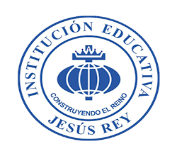 INSTITUCIÓN EDUCATIVA
CONSTRUYENDO EL REINO
JESÚS REY